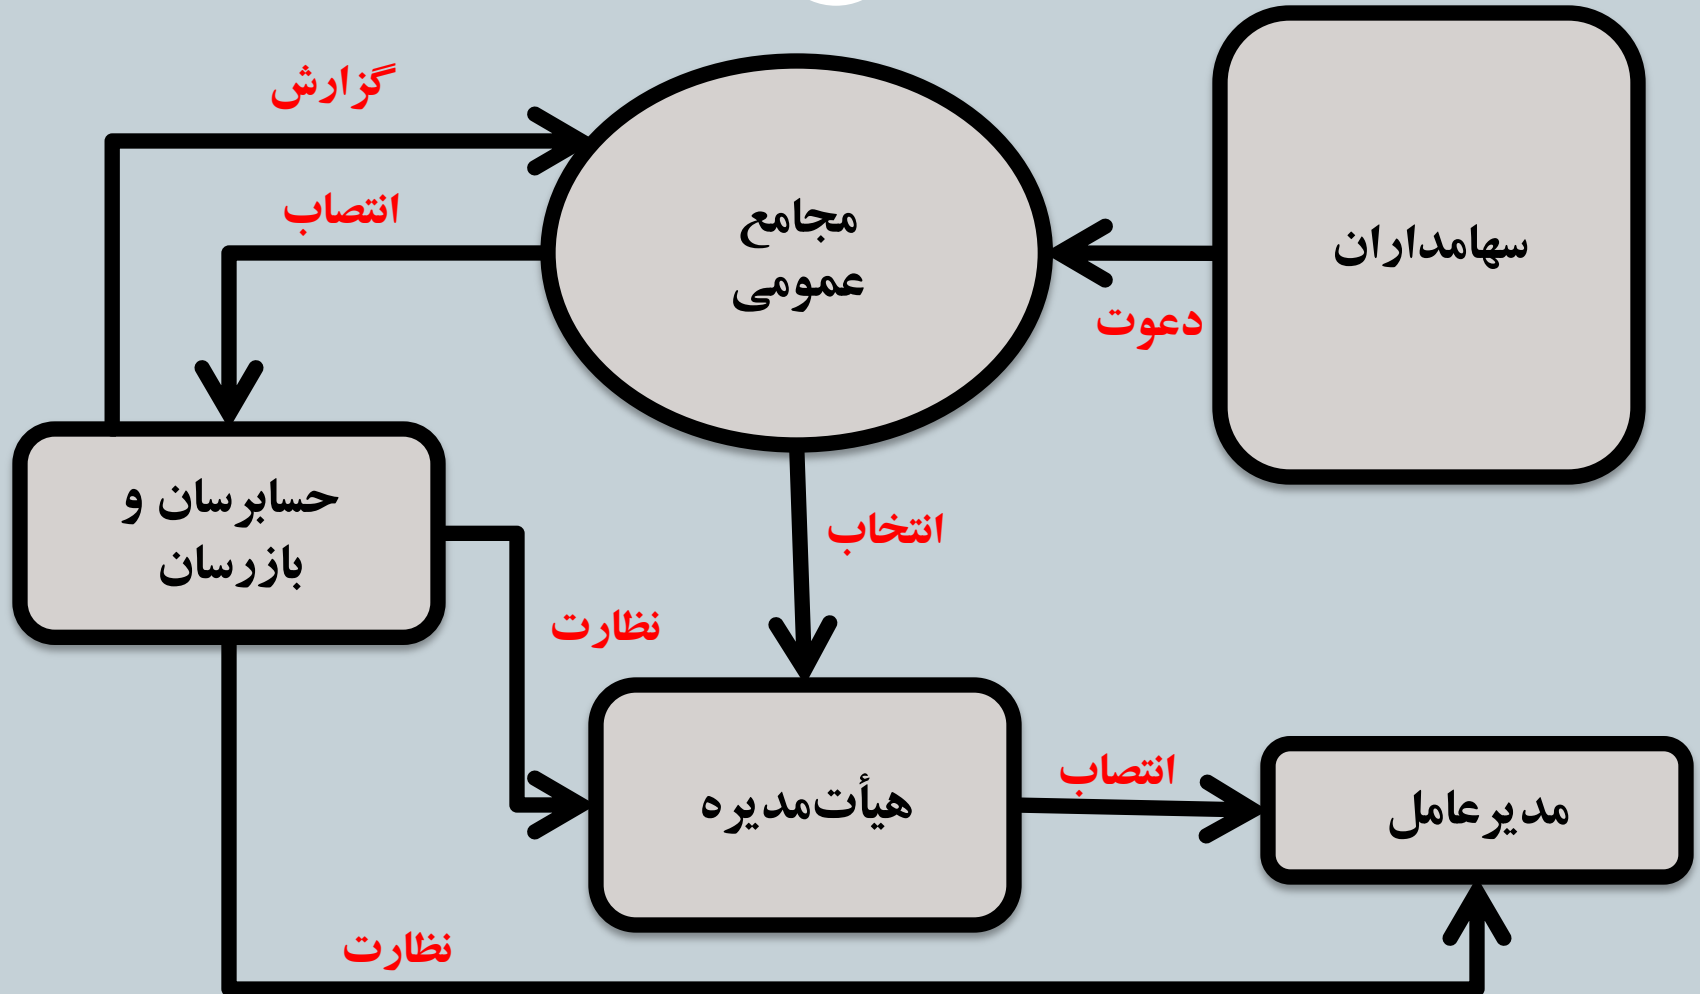 گزارش
انتصاب
مجامع
عمومی
سهامداران
دعوت
حسابرسان و
بازرسان
انتخاب
نظارت
هیأت‌مدیره
انتصاب
مدیرعامل
نظارت